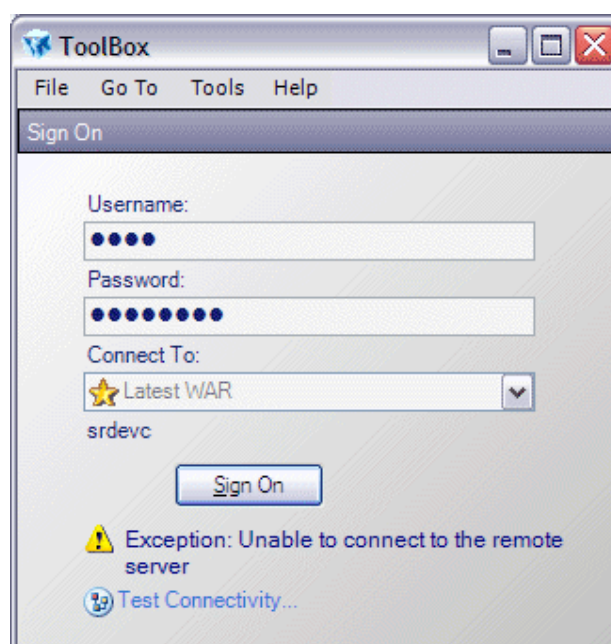 ToolBox
File Go To Tools Help
Sign On
Username:
●●●●
Password:
●●●●●●●●
Connect To:
Latest WAR
srdevc
Sign On
Exception: Unable to connect to the remote
server
Test Connectivity...